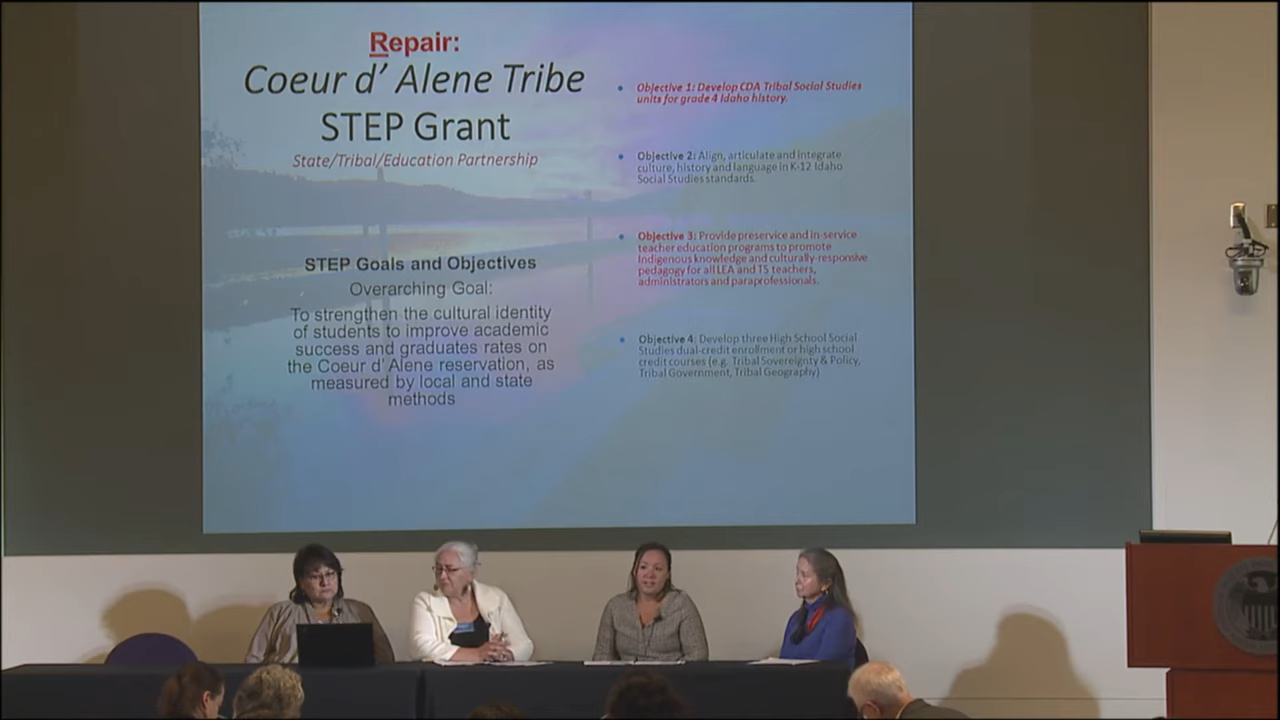 Repair:
Coeur d’ Alene Tribe
STEP Grant
State/Tribal/Education Partnership
STEP Goals and Objectives
Overarching Goal:
To strengthen the cultural identity
of students to improve academic
success and graduates rates on
the Coeur d’ Alene reservation, as
measured by local and state
methods
• Objective 1: Develop CDA Tribal Social Studies
units for grade 4 Idaho history.
• Objective 2: Align, articulate and integrate
culture, history and language in K-12 Idaho
Social Studies standards.
• Objective 3: Provide preservice and in-service
teacher education programs to promote
Indigenous knowledge and culturally-responsive
pedagogy for all LEA and TS teachers,
administrators and paraprofessionals.
• Objective 4: Develop three High School Social
Studies dual-credit enrollment or high school
credit courses (e.g. Tribal Sovereignty & Policy,
Tribal Government, Tribal Geography)